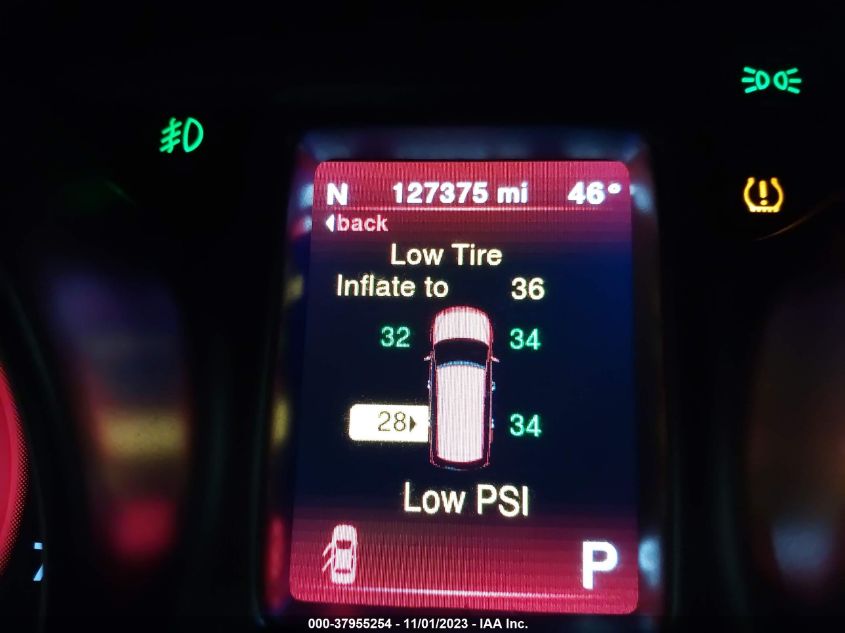 N 127375 mi 46°
back
Low Tire
Inflate to 36
32 34
28 34
Low PSI
P
7
000-37955254 - 11/01/2023 - IAA Inc.